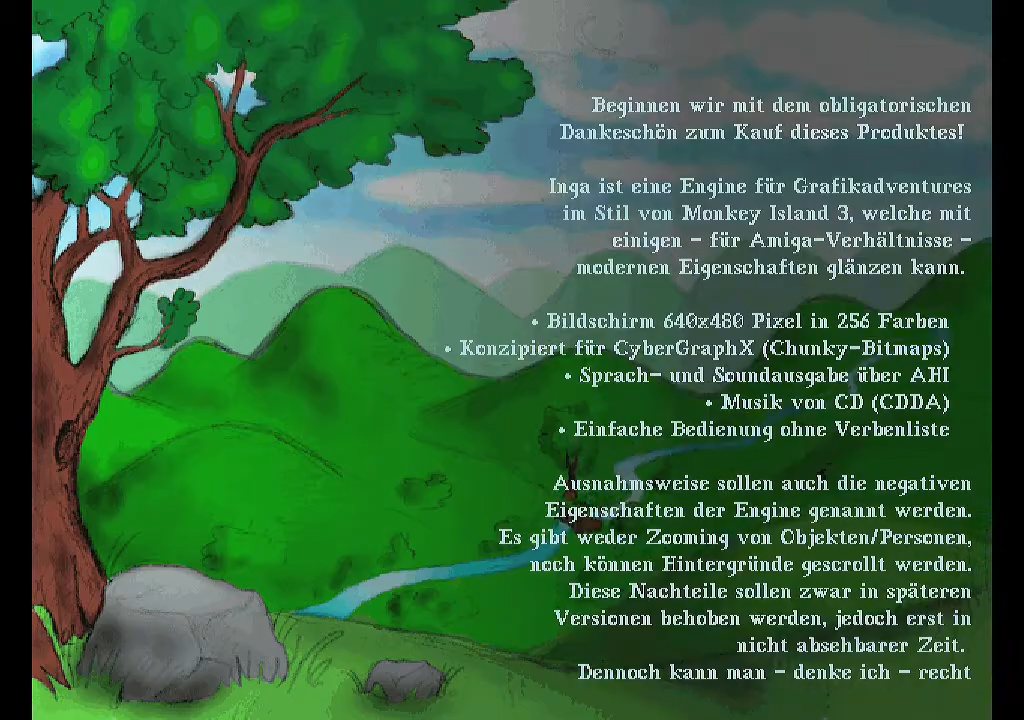 Beginnen wir mit dem obligatorischen
Dankeschön zum Kauf dieses Produktes!
Inga ist eine Engine für Grafikadventures
im Stil von Monkey Island 3, welche mit
einigen - für Amiga-Verhältnisse -
modernen Eigenschaften glänzen kann.
• Bildschirm 640x480 Pixel in 256 Farben
• Konzipiert für CyberGraphX (Chunky-Bitmaps)
• Sprach- und Soundausgabe über AHI
• Musik von CD (CDDA)
• Einfache Bedienung ohne Verbenliste
Ausnahmsweise sollen auch die negativen
Eigenschaften der Engine genannt werden.
Es gibt weder Zooming von Objekten/Personen,
noch können Hintergründe gescrollt werden.
Diese Nachteile sollen zwar in späteren
Versionen behoben werden, jedoch erst in
nicht absehbarer Zeit.
Dennoch kann man - denke ich - recht